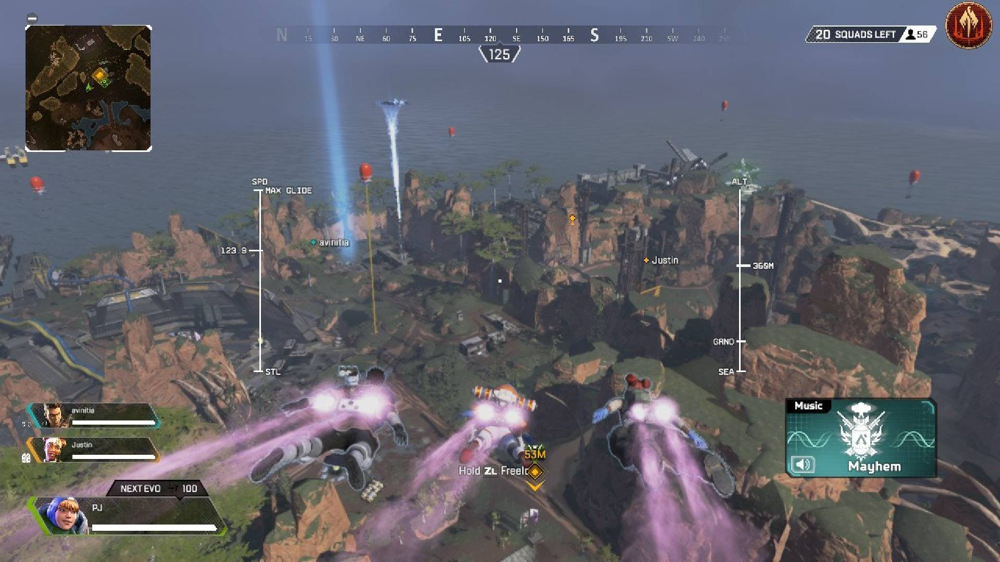 N 15 30 NE 60 75 E 105 120 SE 150 165 S 195 210 SW 240 255
125
20 SQUADS LEFT 56
SPD
MAX GLIDE
123.9
STL
ALT
360M
GRND
SEA
avinitia
Justin
avinitia
Justin
NEXT EVO 100
PJ
53M
Hold ZL
Music
Mayhem